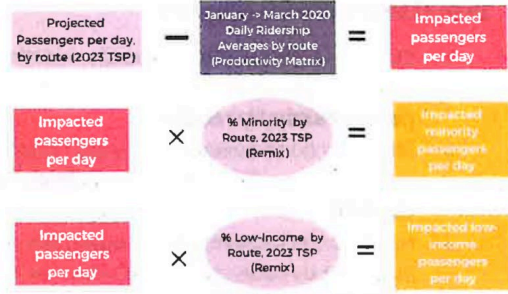 Projected
Passengers per day,
by route (2023 TSP)
−
January -> March 2020
Daily Ridership
Averages by route
(Productivity Matrix)
=
Impacted
passengers
per day
Impacted
passengers
per day
×
% Minority by
Route, 2023 TSP
(Remix)
=
Impacted
minority
passengers
per day
Impacted
passengers
per day
×
% Low-Income by
Route, 2023 TSP
(Remix)
=
Impacted low-
income
passengers
per day